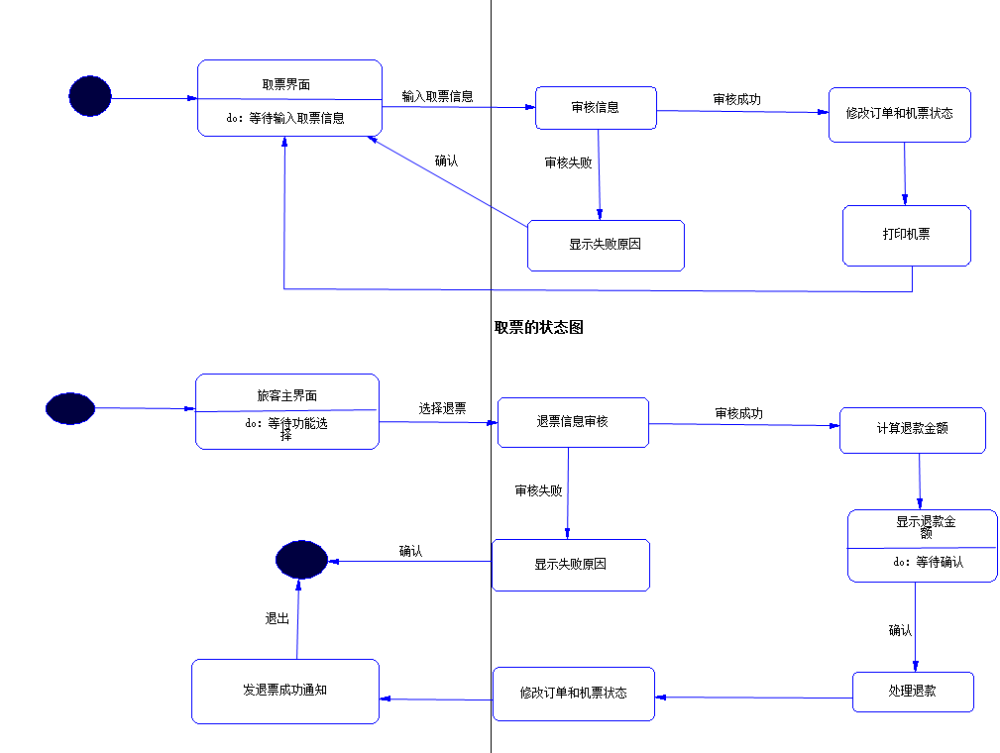 取票界面
do: 等待输入取票信息
输入取票信息
审核信息
审核成功
修改订单和机票状态
确认
审核失败
显示失败原因
打印机票
取票的状态图
旅客主界面
do: 等待功能选
择
选择退票
退票信息审核
审核成功
计算退款金额
审核失败
显示退款金
额
do: 等待确认
确认
显示失败原因
退出
确认
发退票成功通知
修改订单和机票状态
处理退款